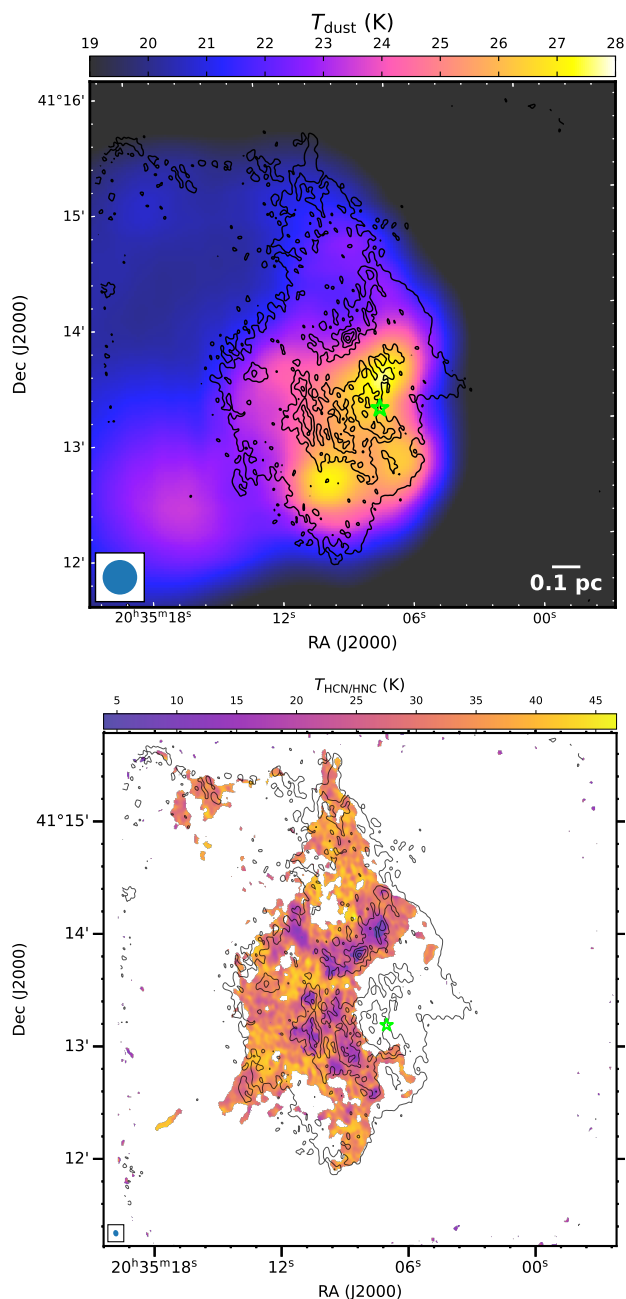 T_dust (K)
19 20 21 22 23 24 25 26 27 28
41°16'
15'
14'
13'
12'
Dec (J2000)
0.1 pc
20ʰ35ᵐ18ˢ 12ˢ 06ˢ 00ˢ
RA (J2000)
T_HCN/HNC (K)
5 10 15 20 25 30 35 40 45
41°15'
14'
13'
12'
Dec (J2000)
20ʰ35ᵐ18ˢ 12ˢ 06ˢ 00ˢ
RA (J2000)